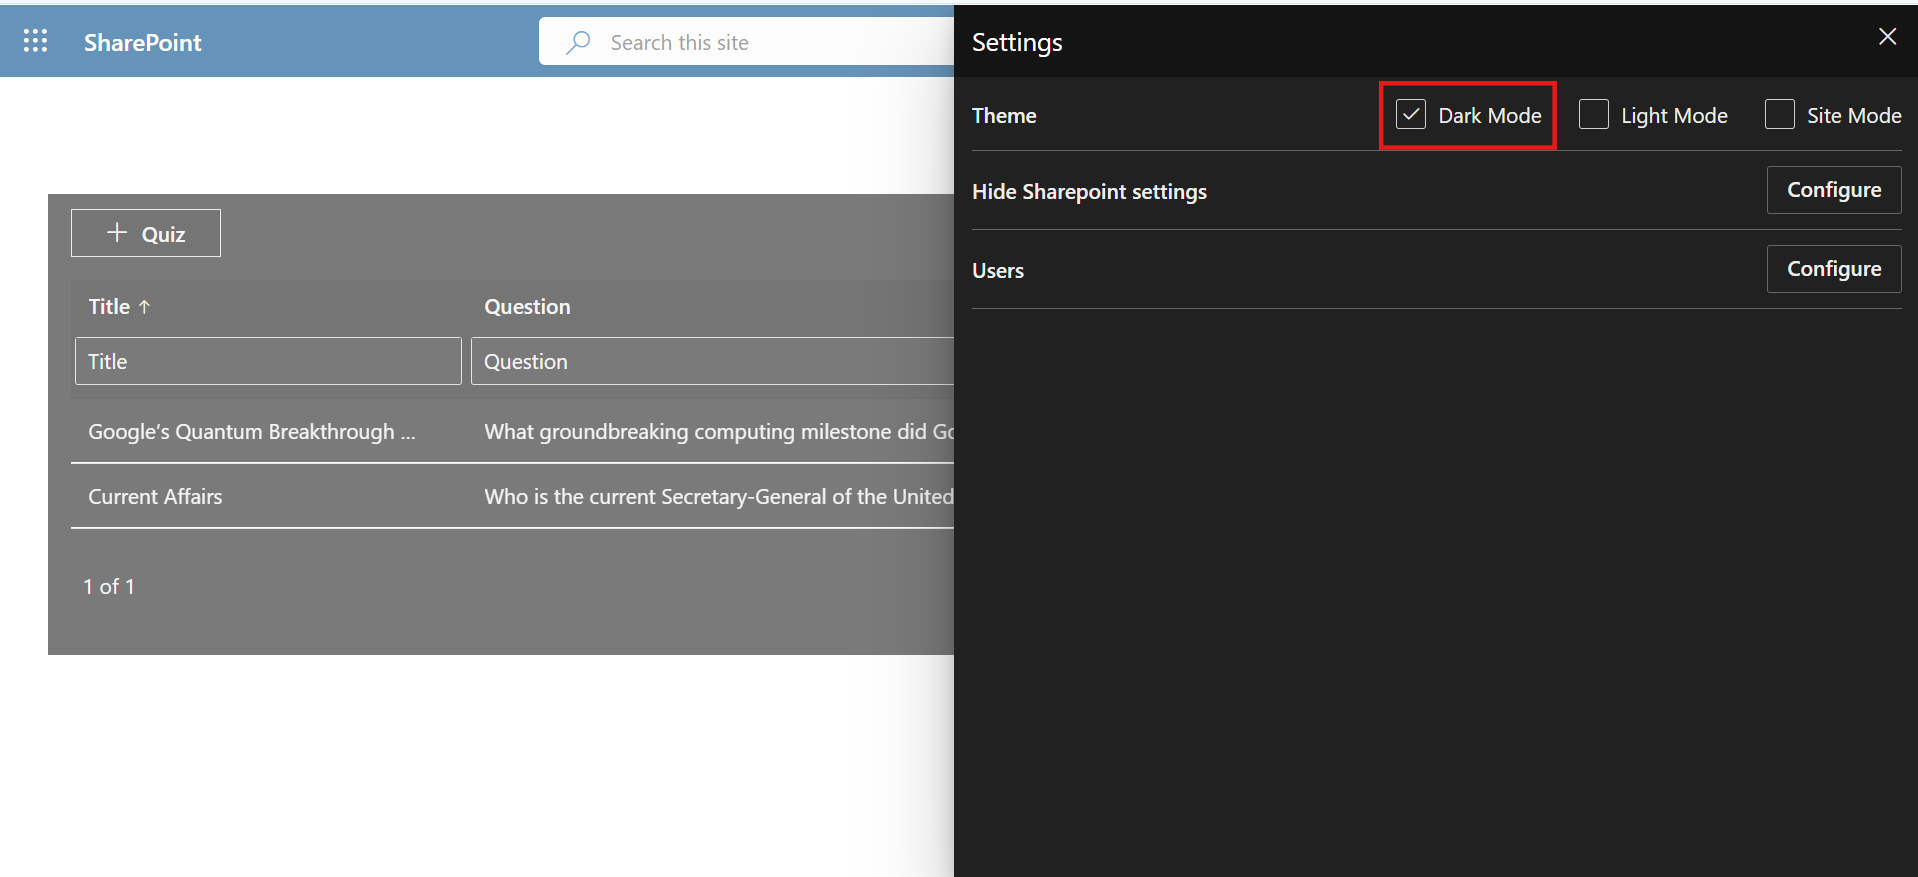 SharePoint
Search this site
Settings
Theme
Dark Mode
Light Mode
Site Mode
Hide Sharepoint settings
Configure
Users
Configure
Quiz
Title ↑
Question
Title
Question
Google’s Quantum Breakthrough ...
What groundbreaking computing milestone did Go
Current Affairs
Who is the current Secretary-General of the United
1 of 1